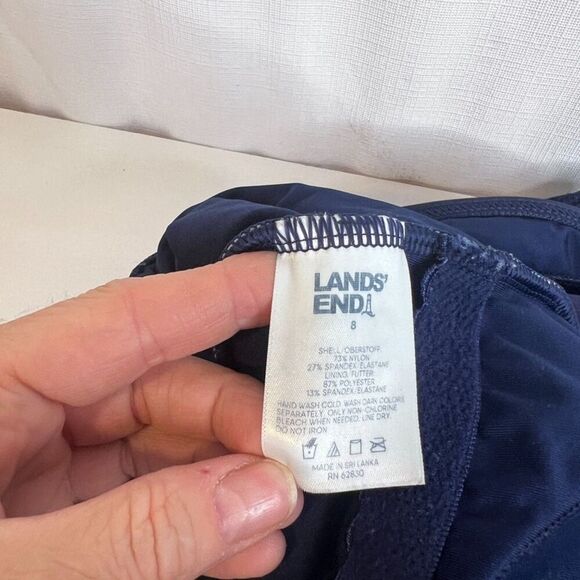 LANDS'
END
8
SHELL/OBERSTOFF:
73% NYLON
27% SPANDEX/ELASTANE
LINING, FUTTER:
87% POLYESTER
13% SPANDEX/ELASTANE
HAND WASH COLD. WASH DARK COLORS
SEPARATELY. ONLY NON-CHLORINE
BLEACH WHEN NEEDED. LINE DRY.
DO NOT IRON
MADE IN SRI LANKA
RN 62830